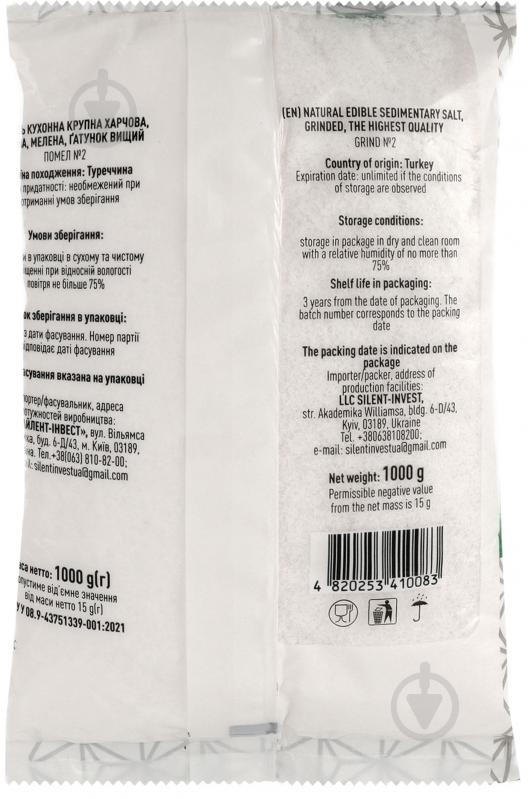 Ь КУХОННА КРУПНА ХАРЧОВА,
А, МЕЛЕНА, ҐАТУНОК ВИЩИЙ
ПОМЕЛ №2
на походження: Туреччина
придатності: необмежений при
отриманні умов зберігання
Умови зберігання:
и в упаковці в сухому та чистому
щенні при відносній вологості
повітря не більше 75%
ок зберігання в упаковці:
з дати фасування. Номер партії
відповідає даті фасування
асування вказана на упаковці
ортер/фасувальник, адреса
отужностей виробництва:
АЙЛЕНТ-ІНВЕСТ», вул. Вільямса
ка, буд. 6-Д/43, м. Київ, 03189,
на. Тел.+38(063) 810-82-00;
l: silentinvestua@gmail.com
аса нетто: 1000 g(г)
опустиме від'ємне значення
від маси нетто 15 g(г)
У У 08.9-43751339-001:2021
(EN) NATURAL EDIBLE SEDIMENTARY SALT,
GRINDED, THE HIGHEST QUALITY
GRIND №2
Country of origin: Turkey
Expiration date: unlimited if the conditions
of storage are observed
Storage conditions:
storage in package in dry and clean room
with a relative humidity of no more than
75%
Shelf life in packaging:
3 years from the date of packaging. The
batch number corresponds to the packing
date
The packing date is indicated on the
package
Importer/packer, address of
production facilities:
LLC SILENT-INVEST,
str. Akademika Williamsa, bldg. 6-D/43,
Kyiv, 03189, Ukraine
Tel. +380638108200;
e-mail: silentinvestua@gmail.com
Net weight: 1000 g
Permissible negative value
from the net mass is 15 g
4 820253 410083